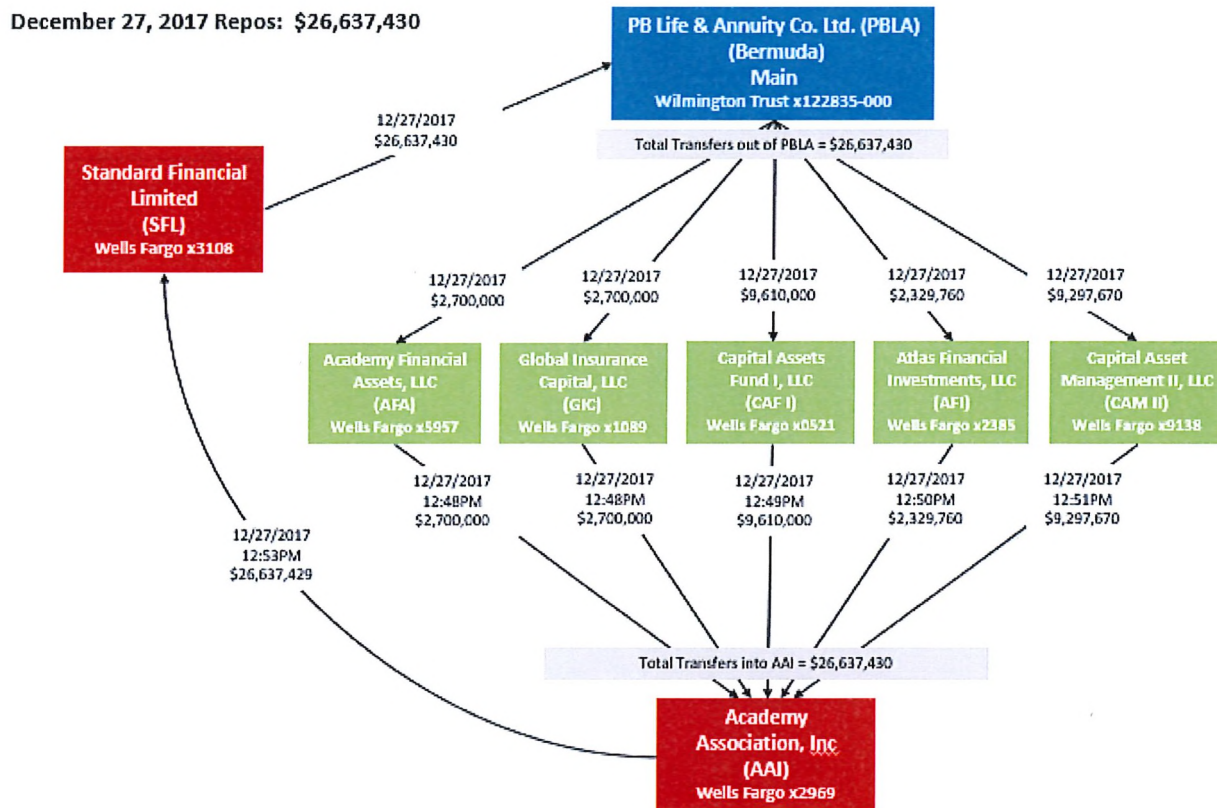 December 27, 2017 Repos: $26,637,430
PB Life & Annuity Co. Ltd. (PBLA)
(Bermuda)
Main
Wilmington Trust x122835-000
12/27/2017
$26,637,430
Total Transfers out of PBLA = $26,637,430
Standard Financial
Limited
(SFL)
Wells Fargo x3108
12/27/2017
$2,700,000
12/27/2017
$2,700,000
12/27/2017
$9,610,000
12/27/2017
$2,329,760
12/27/2017
$9,297,670
Academy Financial
Assets, LLC
(AFA)
Wells Fargo x5957
Global Insurance
Capital, LLC
(GIC)
Wells Fargo x1089
Capital Assets
Fund I, LLC
(CAF I)
Wells Fargo x0521
Atlas Financial
Investments, LLC
(AFI)
Wells Fargo x2385
Capital Asset
Management II, LLC
(CAM II)
Wells Fargo x9138
12/27/2017
12:48PM
$2,700,000
12/27/2017
12:48PM
$2,700,000
12/27/2017
12:49PM
$9,610,000
12/27/2017
12:50PM
$2,329,760
12/27/2017
12:51PM
$9,297,670
12/27/2017
12:53PM
$26,637,429
Total Transfers into AAI = $26,637,430
Academy
Association, Inc
(AAI)
Wells Fargo x2969